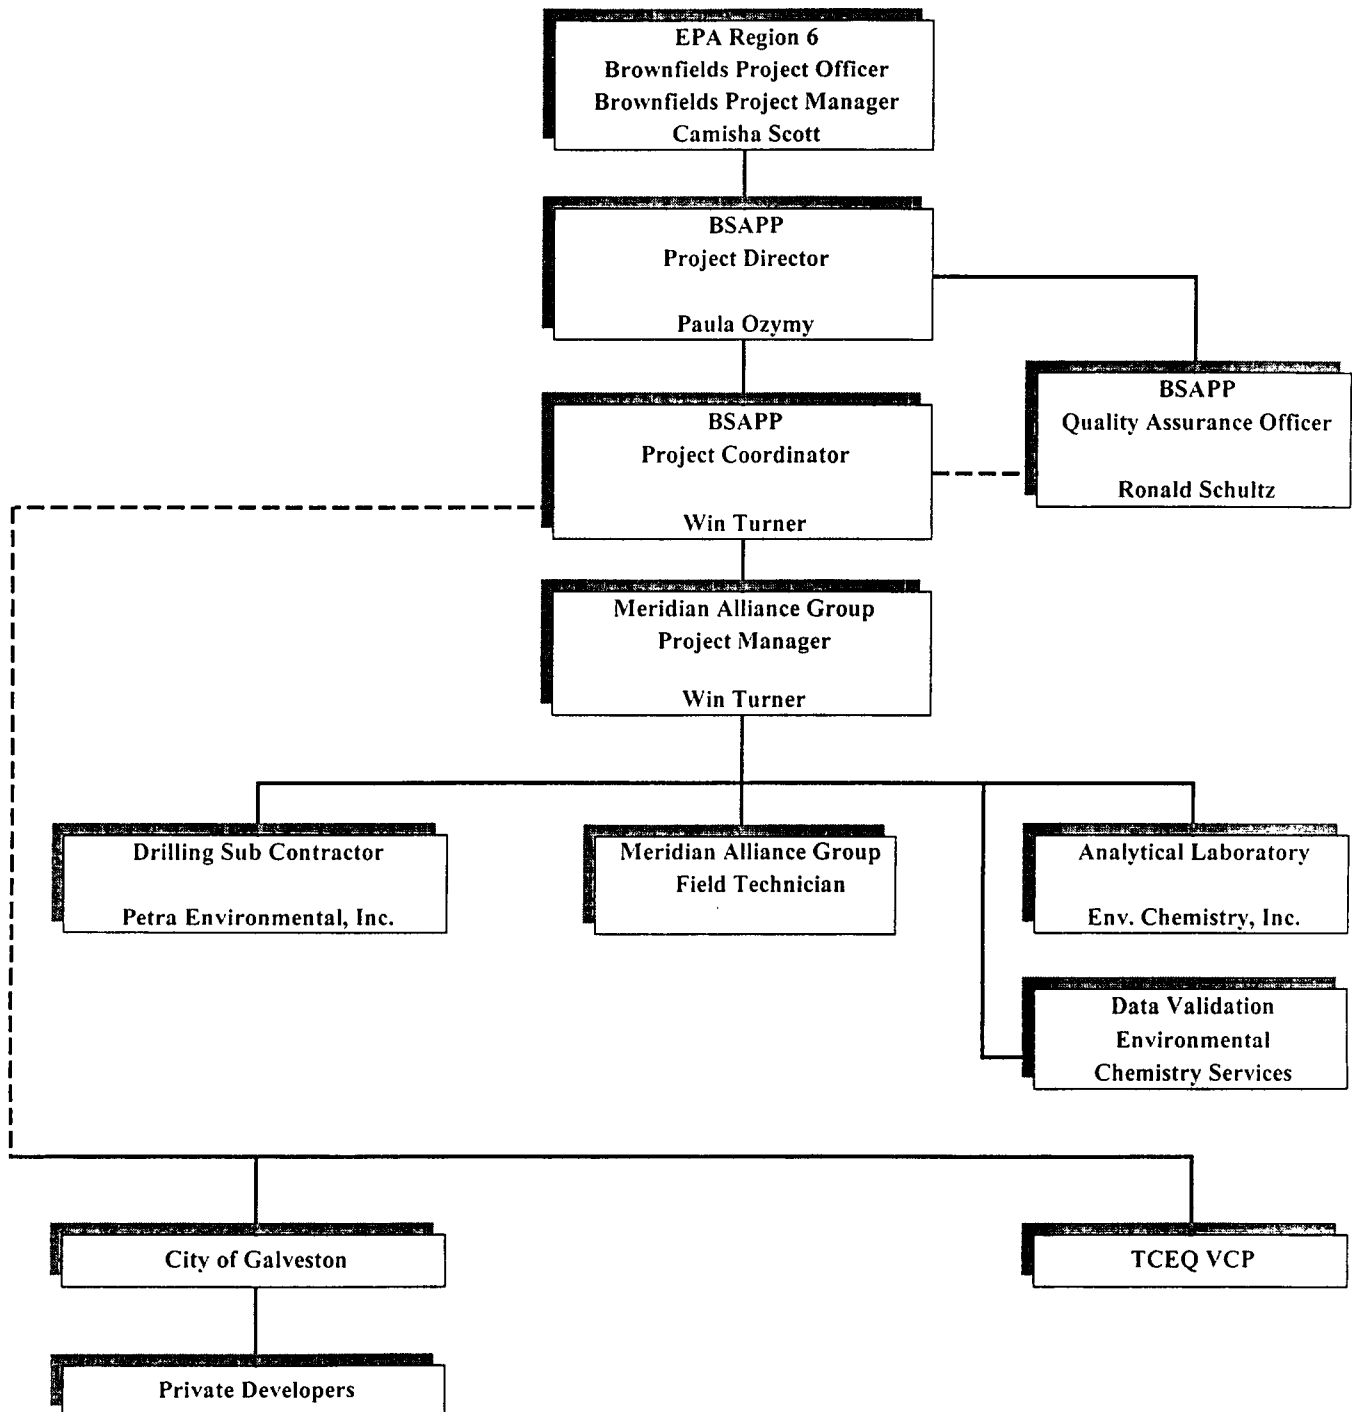 EPA Region 6
Brownfields Project Officer
Brownfields Project Manager
Camisha Scott
BSAPP
Project Director
Paula Ozymy
BSAPP
Project Coordinator
Win Turner
BSAPP
Quality Assurance Officer
Ronald Schultz
Meridian Alliance Group
Project Manager
Win Turner
Drilling Sub Contractor
Petra Environmental, Inc.
Meridian Alliance Group
Field Technician
Analytical Laboratory
Env. Chemistry, Inc.
Data Validation
Environmental
Chemistry Services
City of Galveston
TCEQ VCP
Private Developers